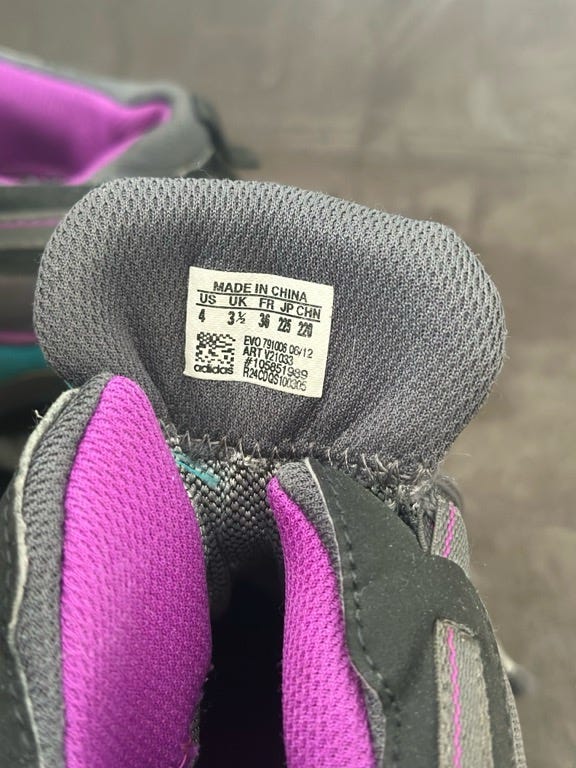 MADE IN CHINA
US UK FR JP CHN
4 3½ 36 225 220
EVO 791006 06/12
ART V21033
#105851989
adidas
R24C0QS100305